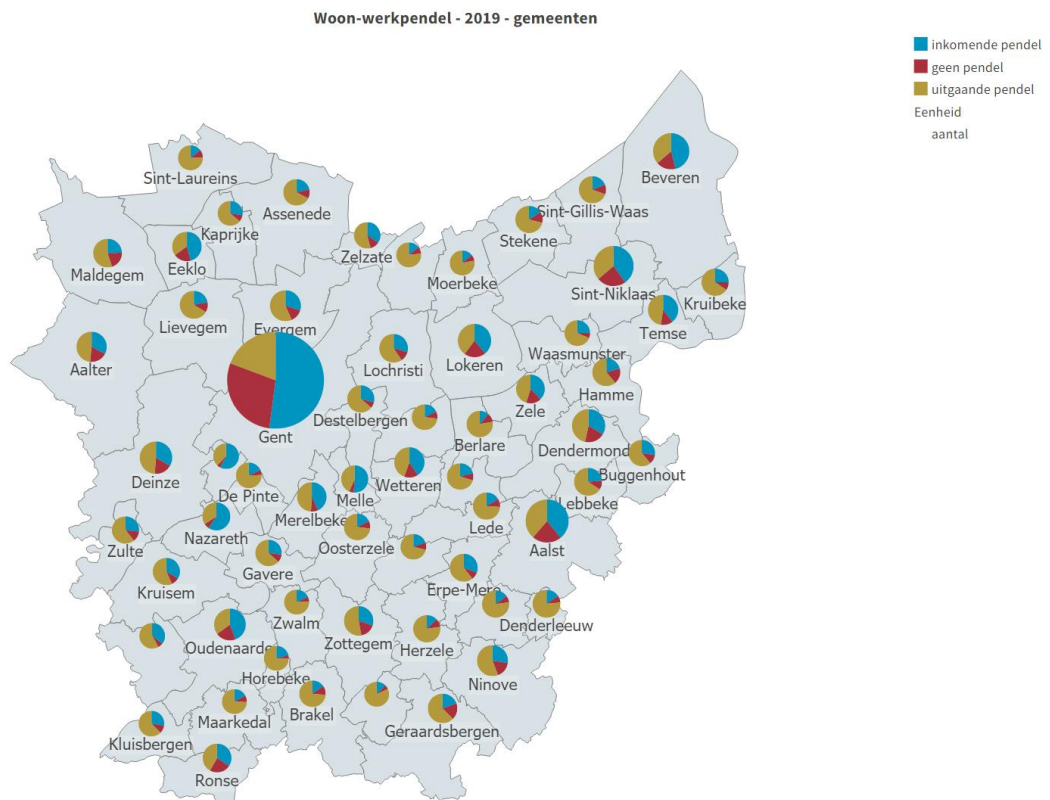 Woon-werkpendel - 2019 - gemeenten
inkomende pendel
geen pendel
uitgaande pendel
Eenheid
aantal
Sint-Laureins
Beveren
Assenede
Sint-Gillis-Waas
Kaprijke
Stekene
Zelzate
Eeklo
Maldegem
Moerbeke
Sint-Niklaas
Kruibeke
Lievegem
Evergem
Temse
Waasmunster
Lokeren
Aalter
Lochristi
Hamme
Zele
Destelbergen
Gent
Berlare
Dendermond
Buggenhout
Deinze
Wetteren
De Pinte
Melle
Lebbeke
Merelbeke
Lede
Nazareth
Oosterzele
Aalst
Zulte
Gavere
Erpe-Mere
Kruisem
Zwalm
Denderleeuw
Zottegem
Oudenaarde
Herzele
Horebeke
Ninove
Brakel
Maarkedal
Geraardsbergen
Kluisbergen
Ronse